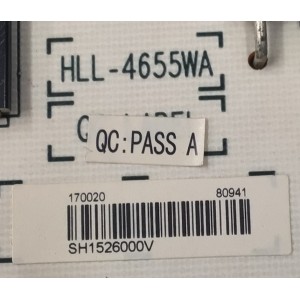 HLL-4655WA
QC:PASS A
170020 80941
SH1526000V